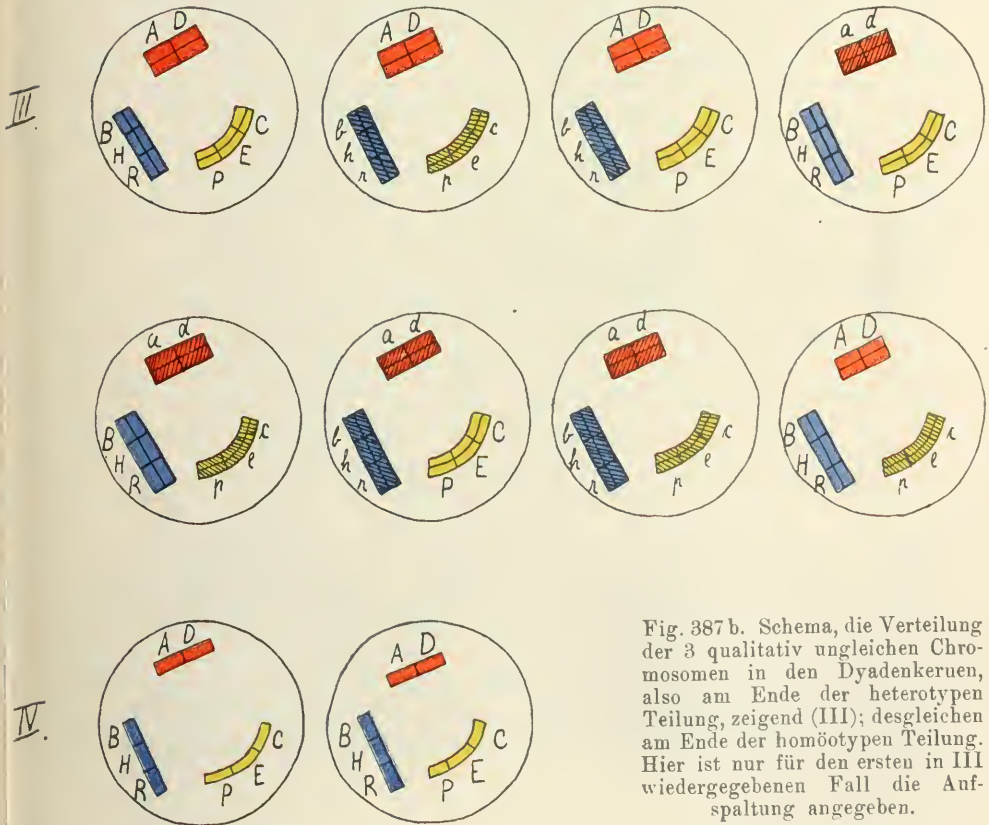 A D A D A D a d
III.
B C b c b C B C
H E h e h E H E
R P r p r P R P
a d a d a d A D
B c b C b c B c
H e h E h e H e
R p r P r p R p
A D A D
IV.
B C B C
H E H E
R P R P
Fig. 387 b. Schema, die Verteilung
der 3 qualitativ ungleichen Chro-
mosomen in den Dyadenkeruen,
also am Ende der heterotypen
Teilung, zeigend (III); desgleichen
am Ende der homöotypen Teilung.
Hier ist nur für den ersten in III
wiedergegebenen Fall die Auf-
spaltung angegeben.